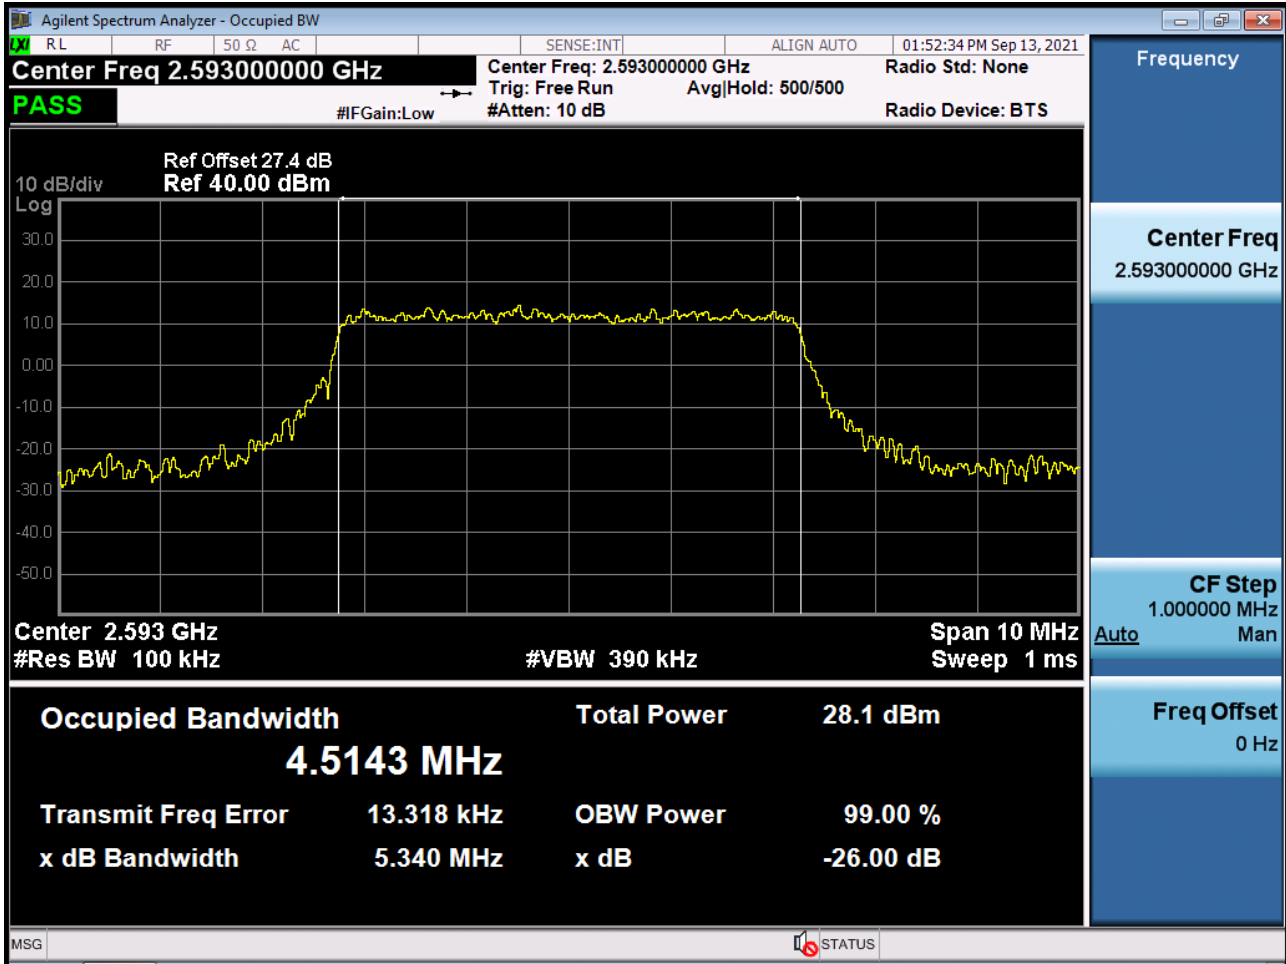 Agilent Spectrum Analyzer - Occupied BW
LXI RL RF 50 Ω AC SENSE:INT ALIGN AUTO 01:52:34 PM Sep 13, 2021
Center Freq 2.593000000 GHz
Center Freq: 2.593000000 GHz
Radio Std: None
Trig: Free Run Avg|Hold: 500/500
PASS
#IFGain:Low
#Atten: 10 dB
Radio Device: BTS
Ref Offset 27.4 dB
10 dB/div Ref 40.00 dBm
Log
30.0
20.0
10.0
0.00
-10.0
-20.0
-30.0
-40.0
-50.0
Center 2.593 GHz Span 10 MHz
#Res BW 100 kHz #VBW 390 kHz Sweep 1 ms
Occupied Bandwidth Total Power 28.1 dBm
4.5143 MHz
Transmit Freq Error 13.318 kHz OBW Power 99.00 %
x dB Bandwidth 5.340 MHz x dB -26.00 dB
MSG STATUS
Frequency
Center Freq
2.593000000 GHz
CF Step
1.000000 MHz
Auto Man
Freq Offset
0 Hz